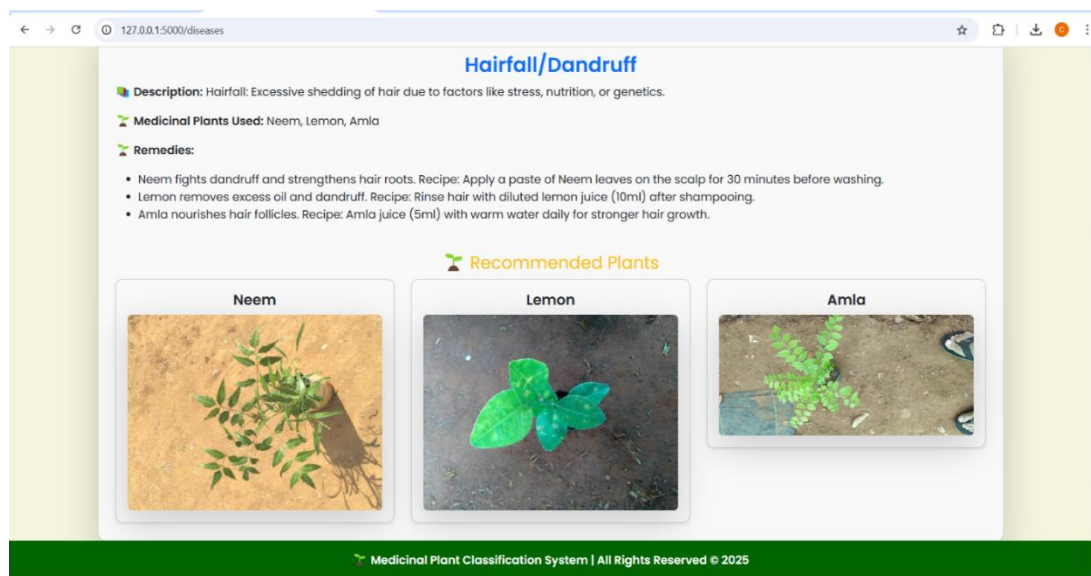 127.0.0.1:5000/diseases
C
Hairfall/Dandruff
Description: Hairfall: Excessive shedding of hair due to factors like stress, nutrition, or genetics.
Medicinal Plants Used: Neem, Lemon, Amla
Remedies:
• Neem fights dandruff and strengthens hair roots. Recipe: Apply a paste of Neem leaves on the scalp for 30 minutes before washing.
• Lemon removes excess oil and dandruff. Recipe: Rinse hair with diluted lemon juice (10ml) after shampooing.
• Amla nourishes hair follicles. Recipe: Amla juice (5ml) with warm water daily for stronger hair growth.
Recommended Plants
Neem
Lemon
Amla
Medicinal Plant Classification System | All Rights Reserved © 2025